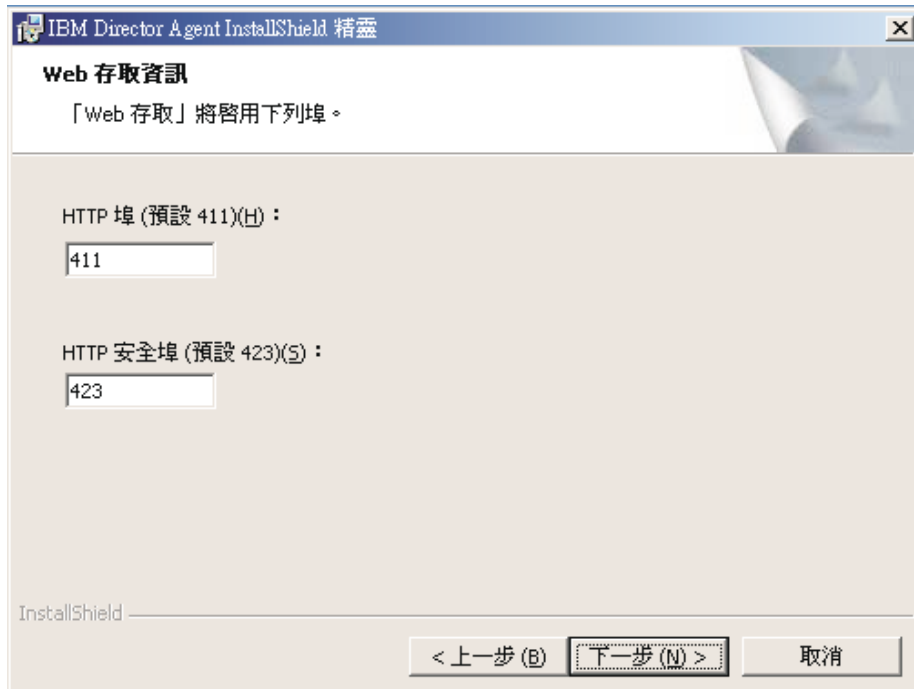 IBM Director Agent InstallShield 精靈
Web 存取資訊
「Web 存取」將啓用下列埠。
HTTP 埠 (預設 411)(H)：
411
HTTP 安全埠 (預設 423)(S)：
423
InstallShield
< 上一步 (B) 下一步 (N) > 取消